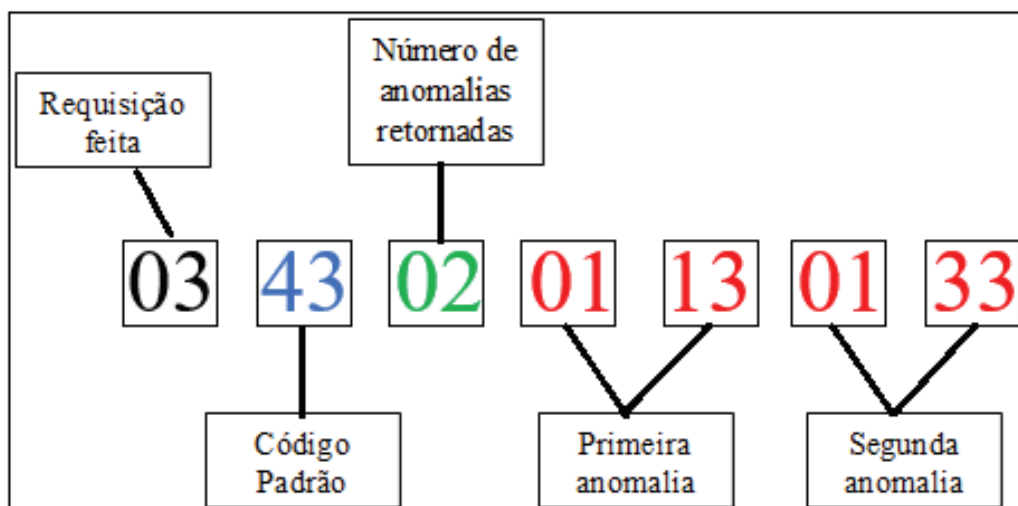 Requisição
feita
Número de
anomalias
retornadas
03 43 02 01 13 01 33
Código
Padrão
Primeira
anomalia
Segunda
anomalia